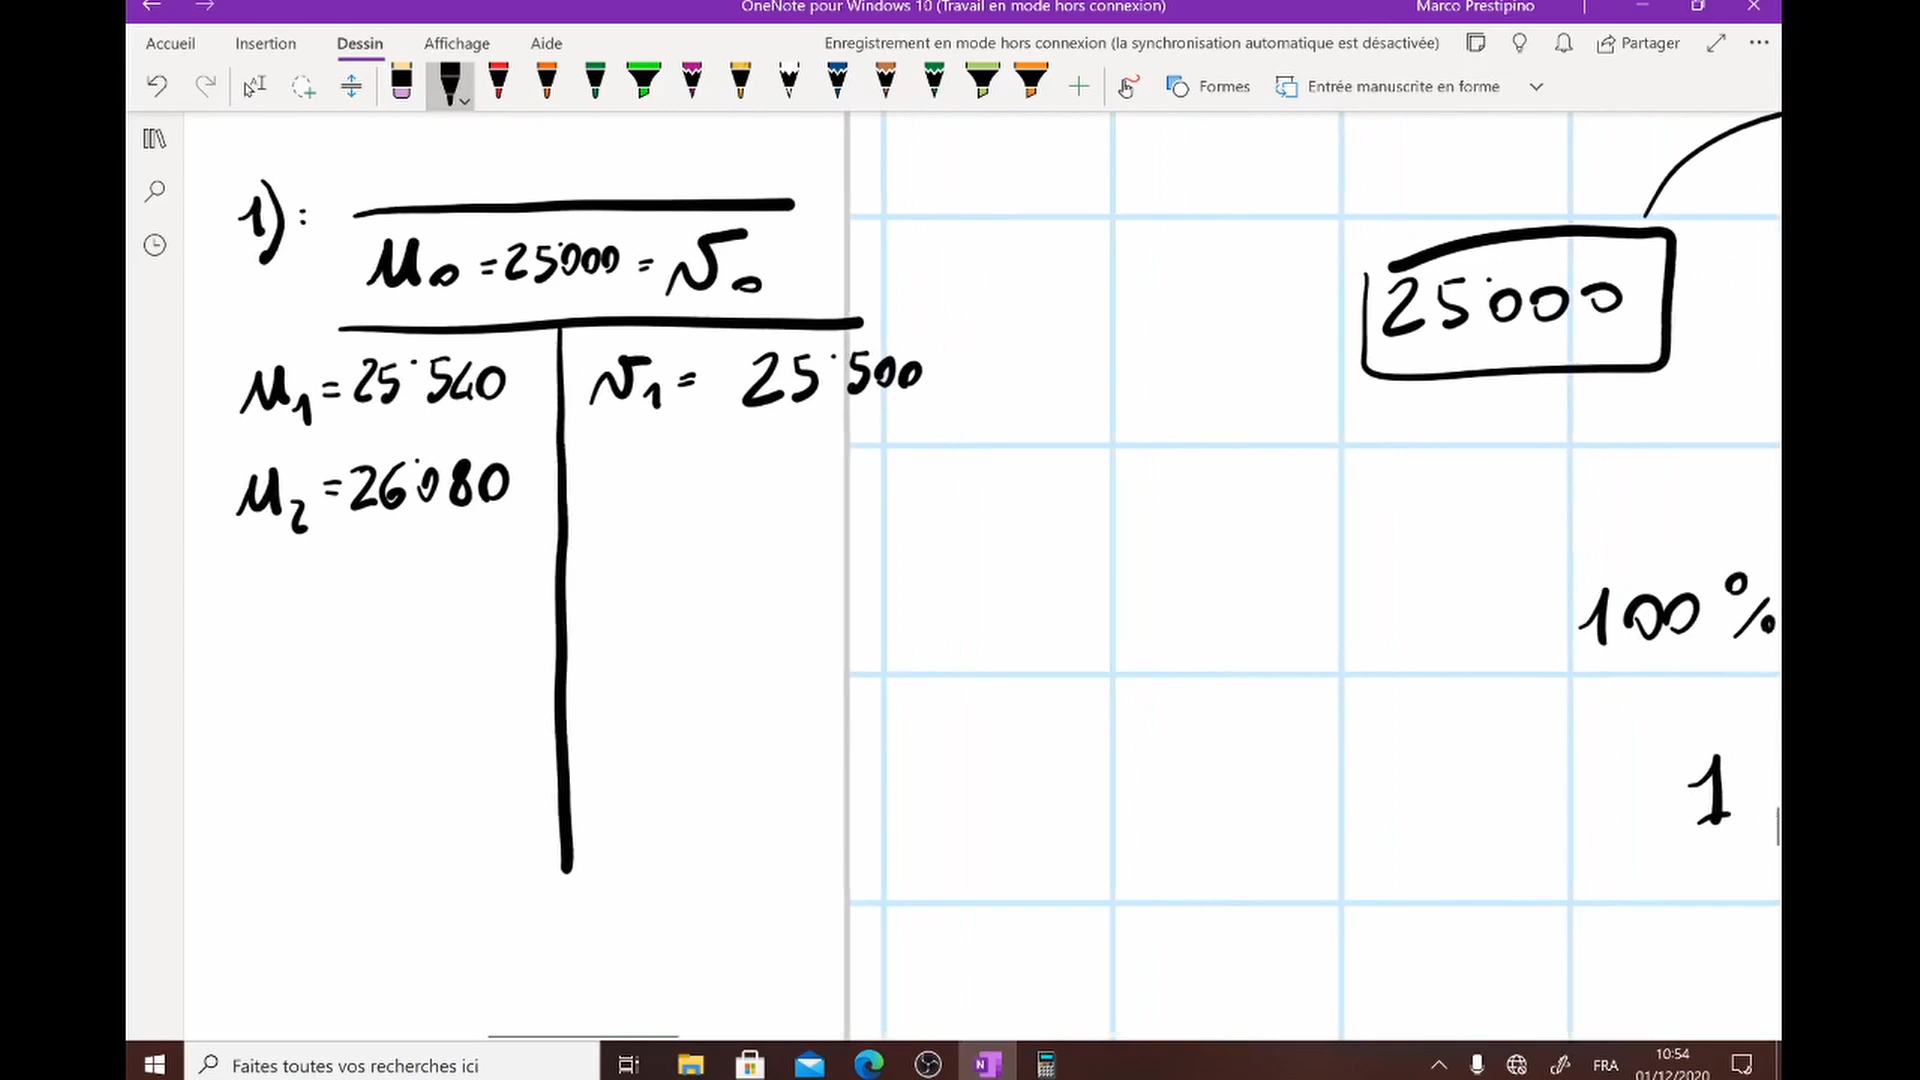 OneNote pour Windows 10 (Travail en mode hors connexion)
Marco Prestipino
Accueil Insertion Dessin Affichage Aide
Enregistrement en mode hors connexion (la synchronisation automatique est désactivée)
Partager
Formes
Entrée manuscrite en forme
1):
u₀ = 25'000 = v₀
u₁ = 25'540
v₁ = 25'500
u₂ = 26'080
25'000
100 %
1
Faites toutes vos recherches ici
FRA
10:54
01/12/2020